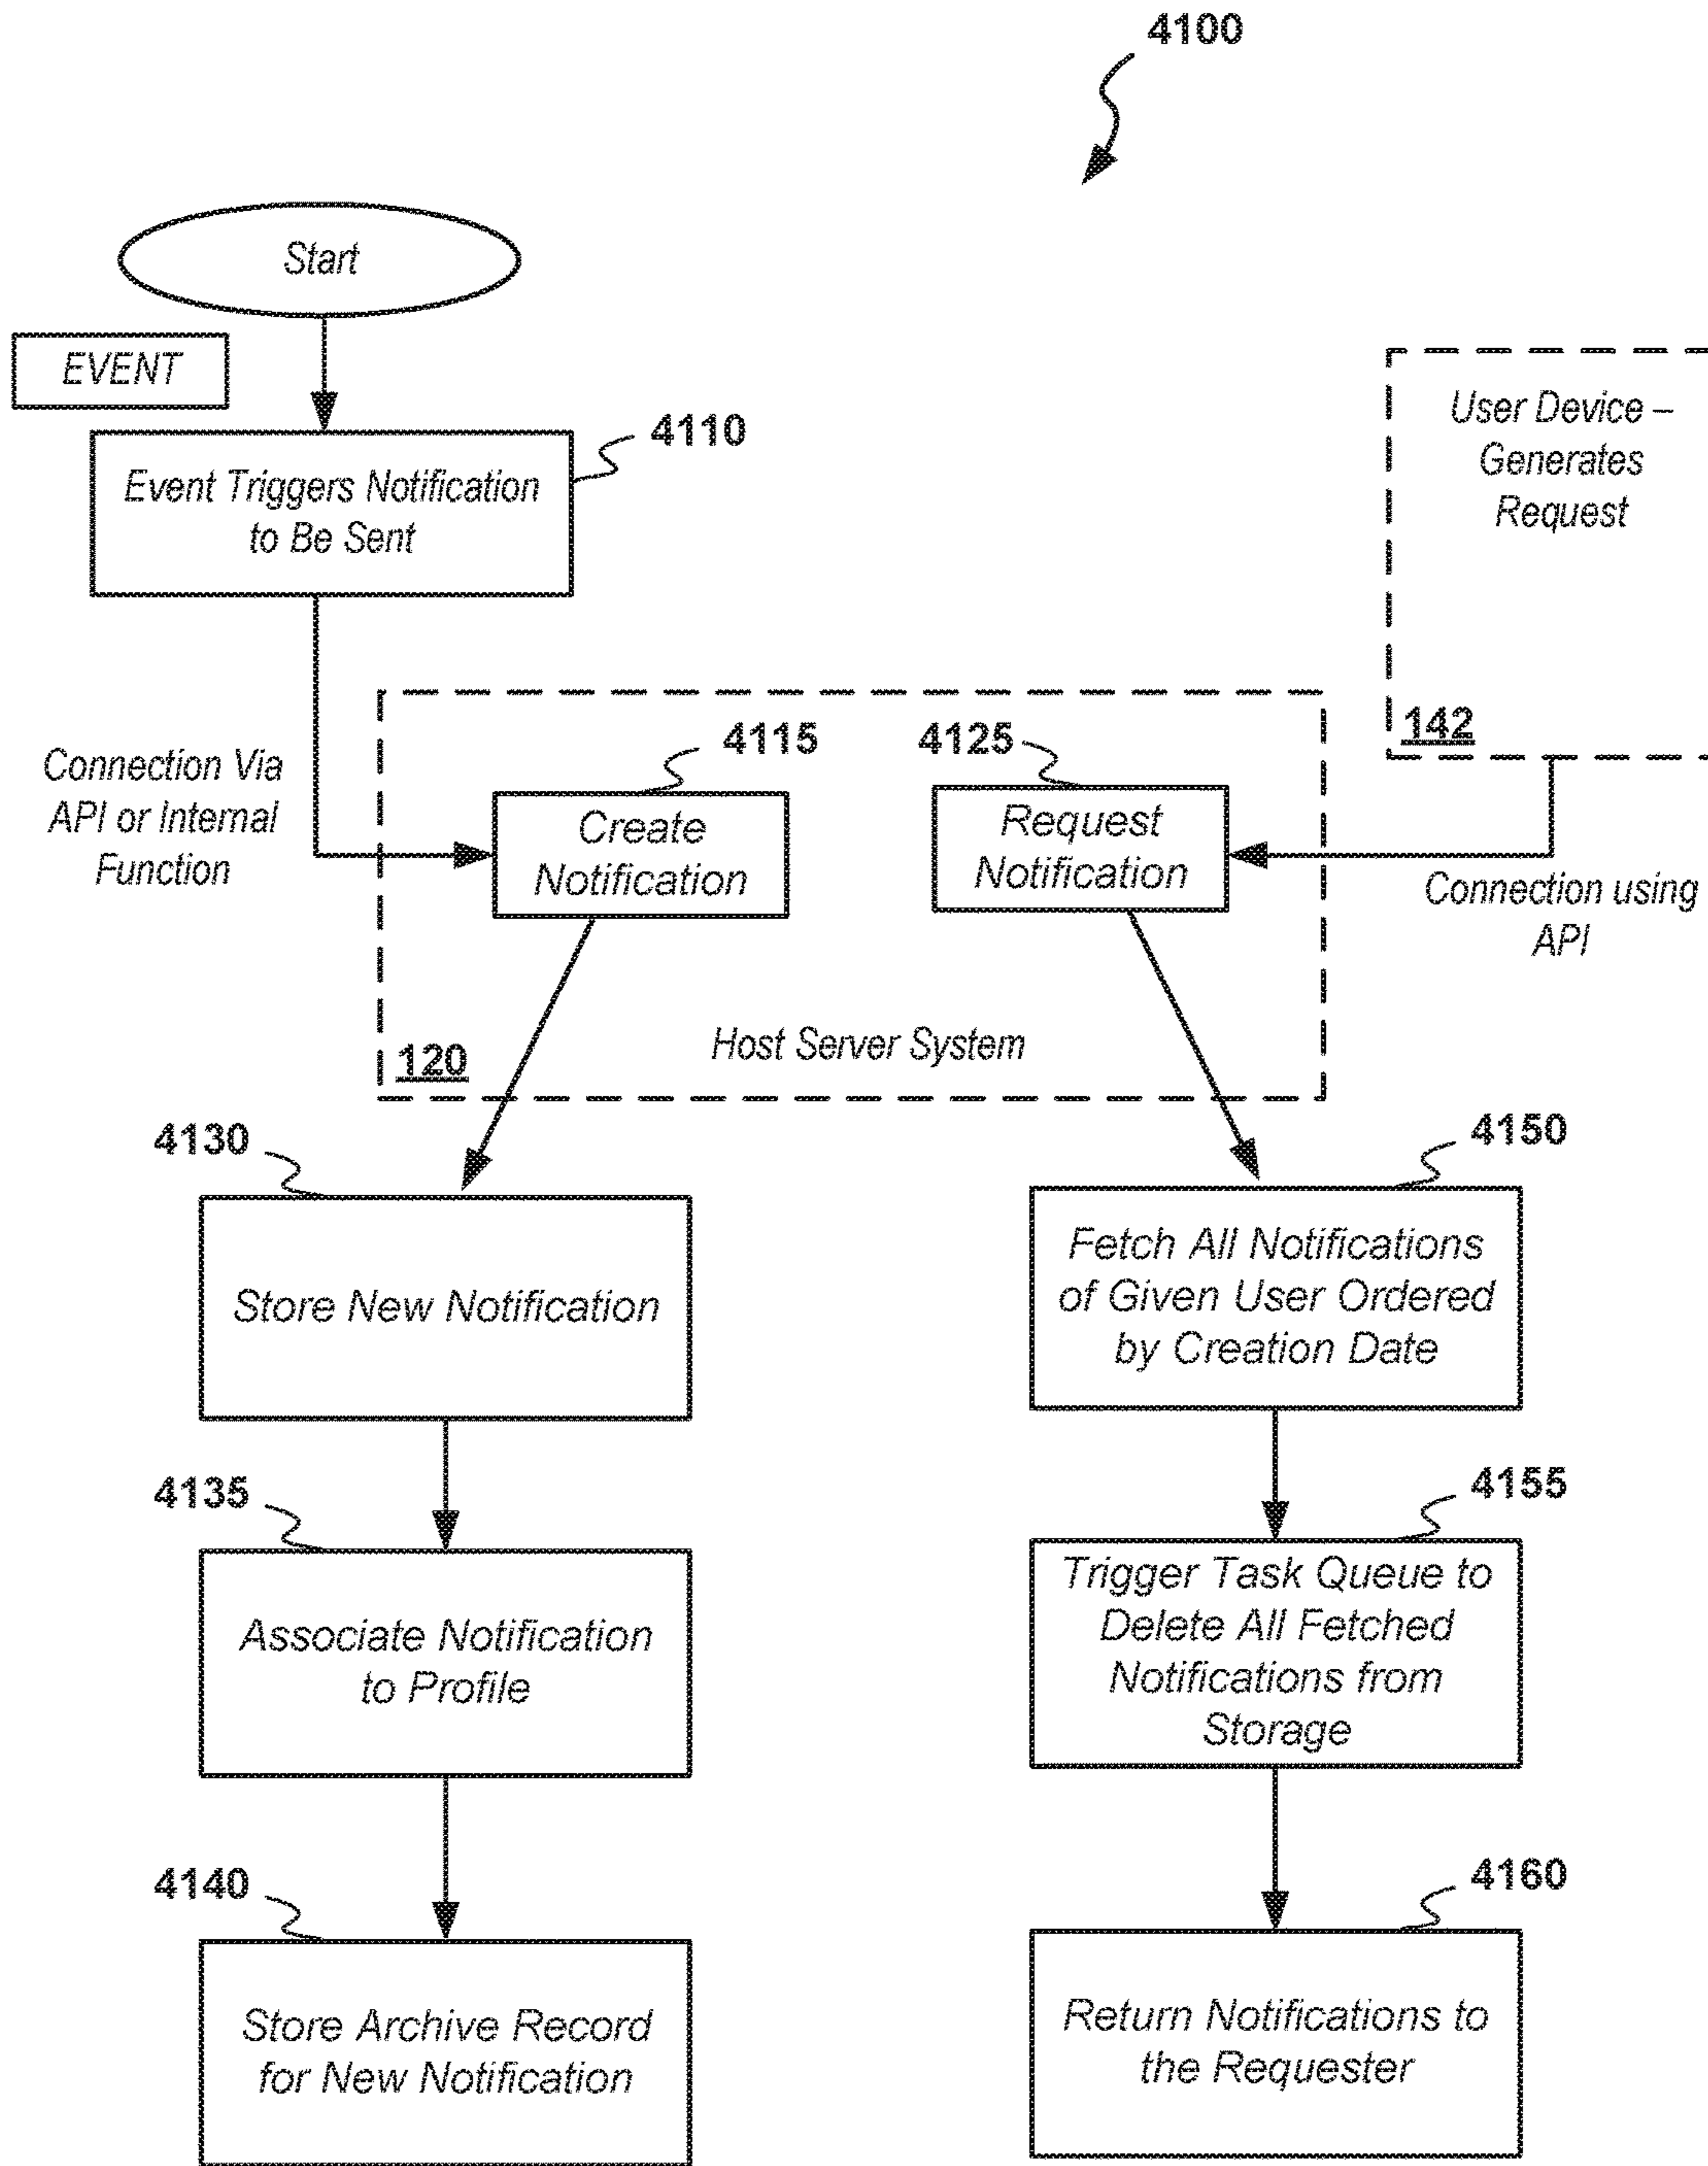 4100
Start
EVENT
4110
Event Triggers Notification
to Be Sent
User Device –
Generates
Request
142
Connection Via
API or Internal
Function
4115
Create
Notification
4125
Request
Notification
Connection using
API
120
Host Server System
4130
Store New Notification
4135
Associate Notification
to Profile
4140
Store Archive Record
for New Notification
4150
Fetch All Notifications
of Given User Ordered
by Creation Date
4155
Trigger Task Queue to
Delete All Fetched
Notifications from
Storage
4160
Return Notifications to
the Requester